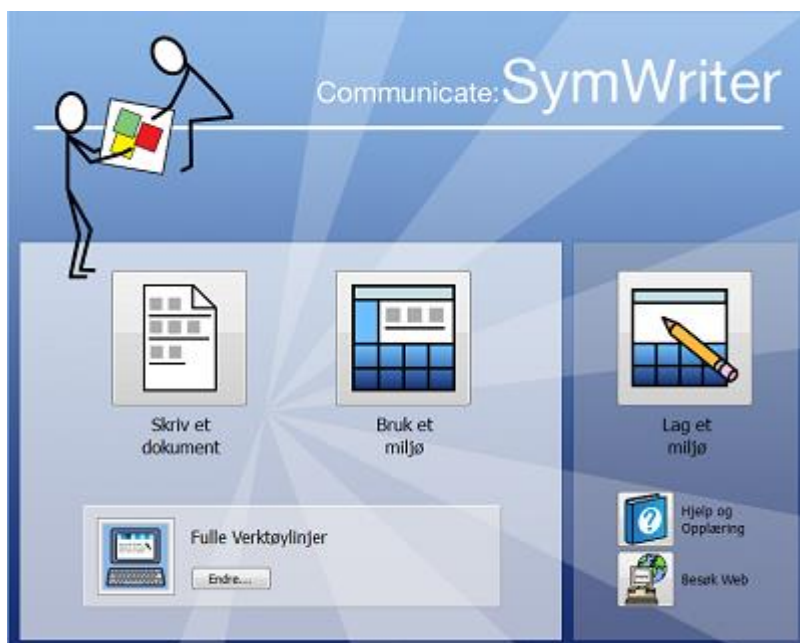 Communicate: SymWriter
Skriv et
dokument
Bruk et
miljø
Lag et
miljø
Fulle Verktøylinjer
Endre...
Hjelp og
Opplæring
Besøk Web